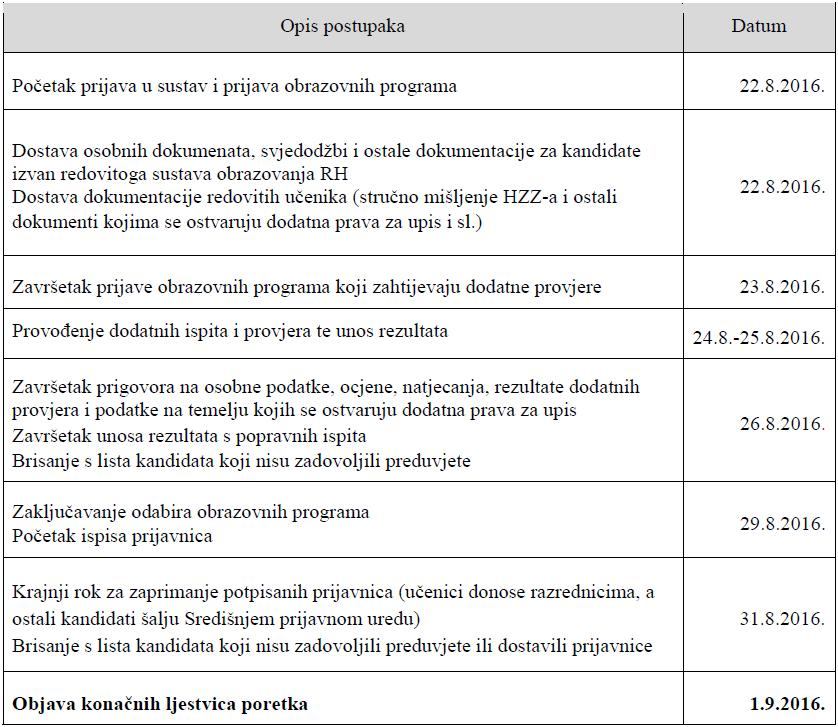 Opis postupaka Datum
Početak prijava u sustav i prijava obrazovnih programa 22.8.2016.
Dostava osobnih dokumenata, svjedodžbi i ostale dokumentacije za kandidate
izvan redovitoga sustava obrazovanja RH
Dostava dokumentacije redovitih učenika (stručno mišljenje HZZ-a i ostali
dokumenti kojima se ostvaruju dodatna prava za upis i sl.)
22.8.2016.
Završetak prijave obrazovnih programa koji zahtijevaju dodatne provjere 23.8.2016.
Provođenje dodatnih ispita i provjera te unos rezultata 24.8.-25.8.2016.
Završetak prigovora na osobne podatke, ocjene, natjecanja, rezultate dodatnih
provjera i podatke na temelju kojih se ostvaruju dodatna prava za upis
Završetak unosa rezultata s popravnih ispita
Brisanje s lista kandidata koji nisu zadovoljili preduvjete
26.8.2016.
Zaključavanje odabira obrazovnih programa
Početak ispisa prijavnica
29.8.2016.
Krajnji rok za zaprimanje potpisanih prijavnica (učenici donose razrednicima, a
ostali kandidati šalju Središnjem prijavnom uredu)
Brisanje s lista kandidata koji nisu zadovoljili preduvjete ili dostavili prijavnice
31.8.2016.
Objava konačnih ljestvica poretka 1.9.2016.